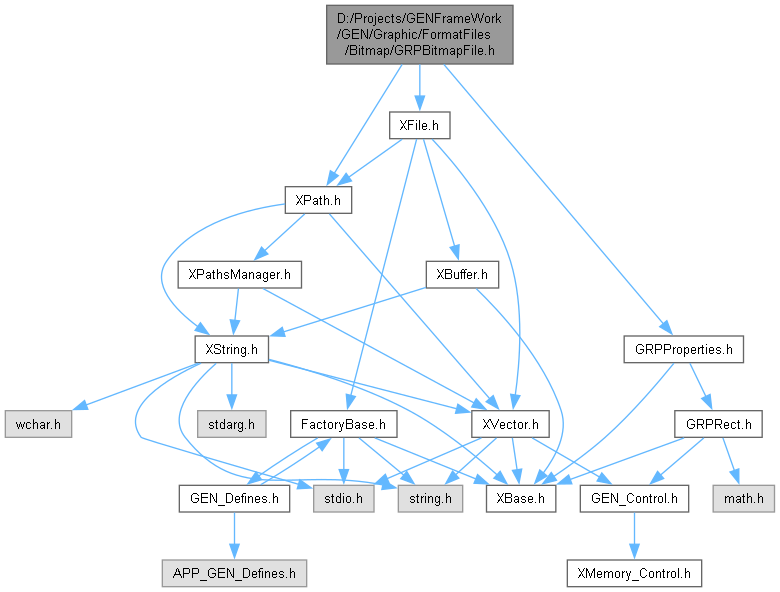 D:/Projects/GENFrameWork
/GEN/Graphic/FormatFiles
/Bitmap/GRPBitmapFile.h
XFile.h
XPath.h
XPathsManager.h
XBuffer.h
XString.h
GRPProperties.h
wchar.h
stdarg.h
FactoryBase.h
XVector.h
GRPRect.h
GEN_Defines.h
stdio.h
string.h
XBase.h
GEN_Control.h
math.h
APP_GEN_Defines.h
XMemory_Control.h